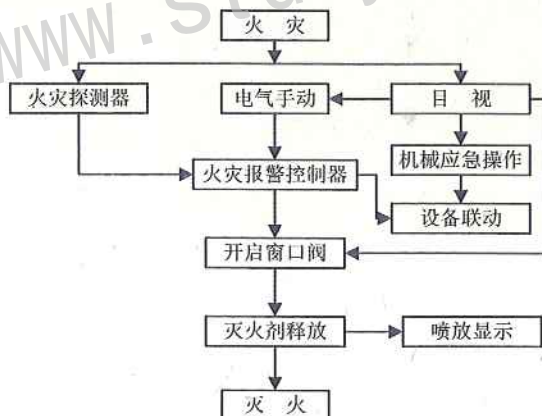 www.study
火 灾
火灾探测器 电气手动 目 视
机械应急操作
火灾报警控制器
设备联动
开启窗口阀
灭火剂释放 喷放显示
灭 火